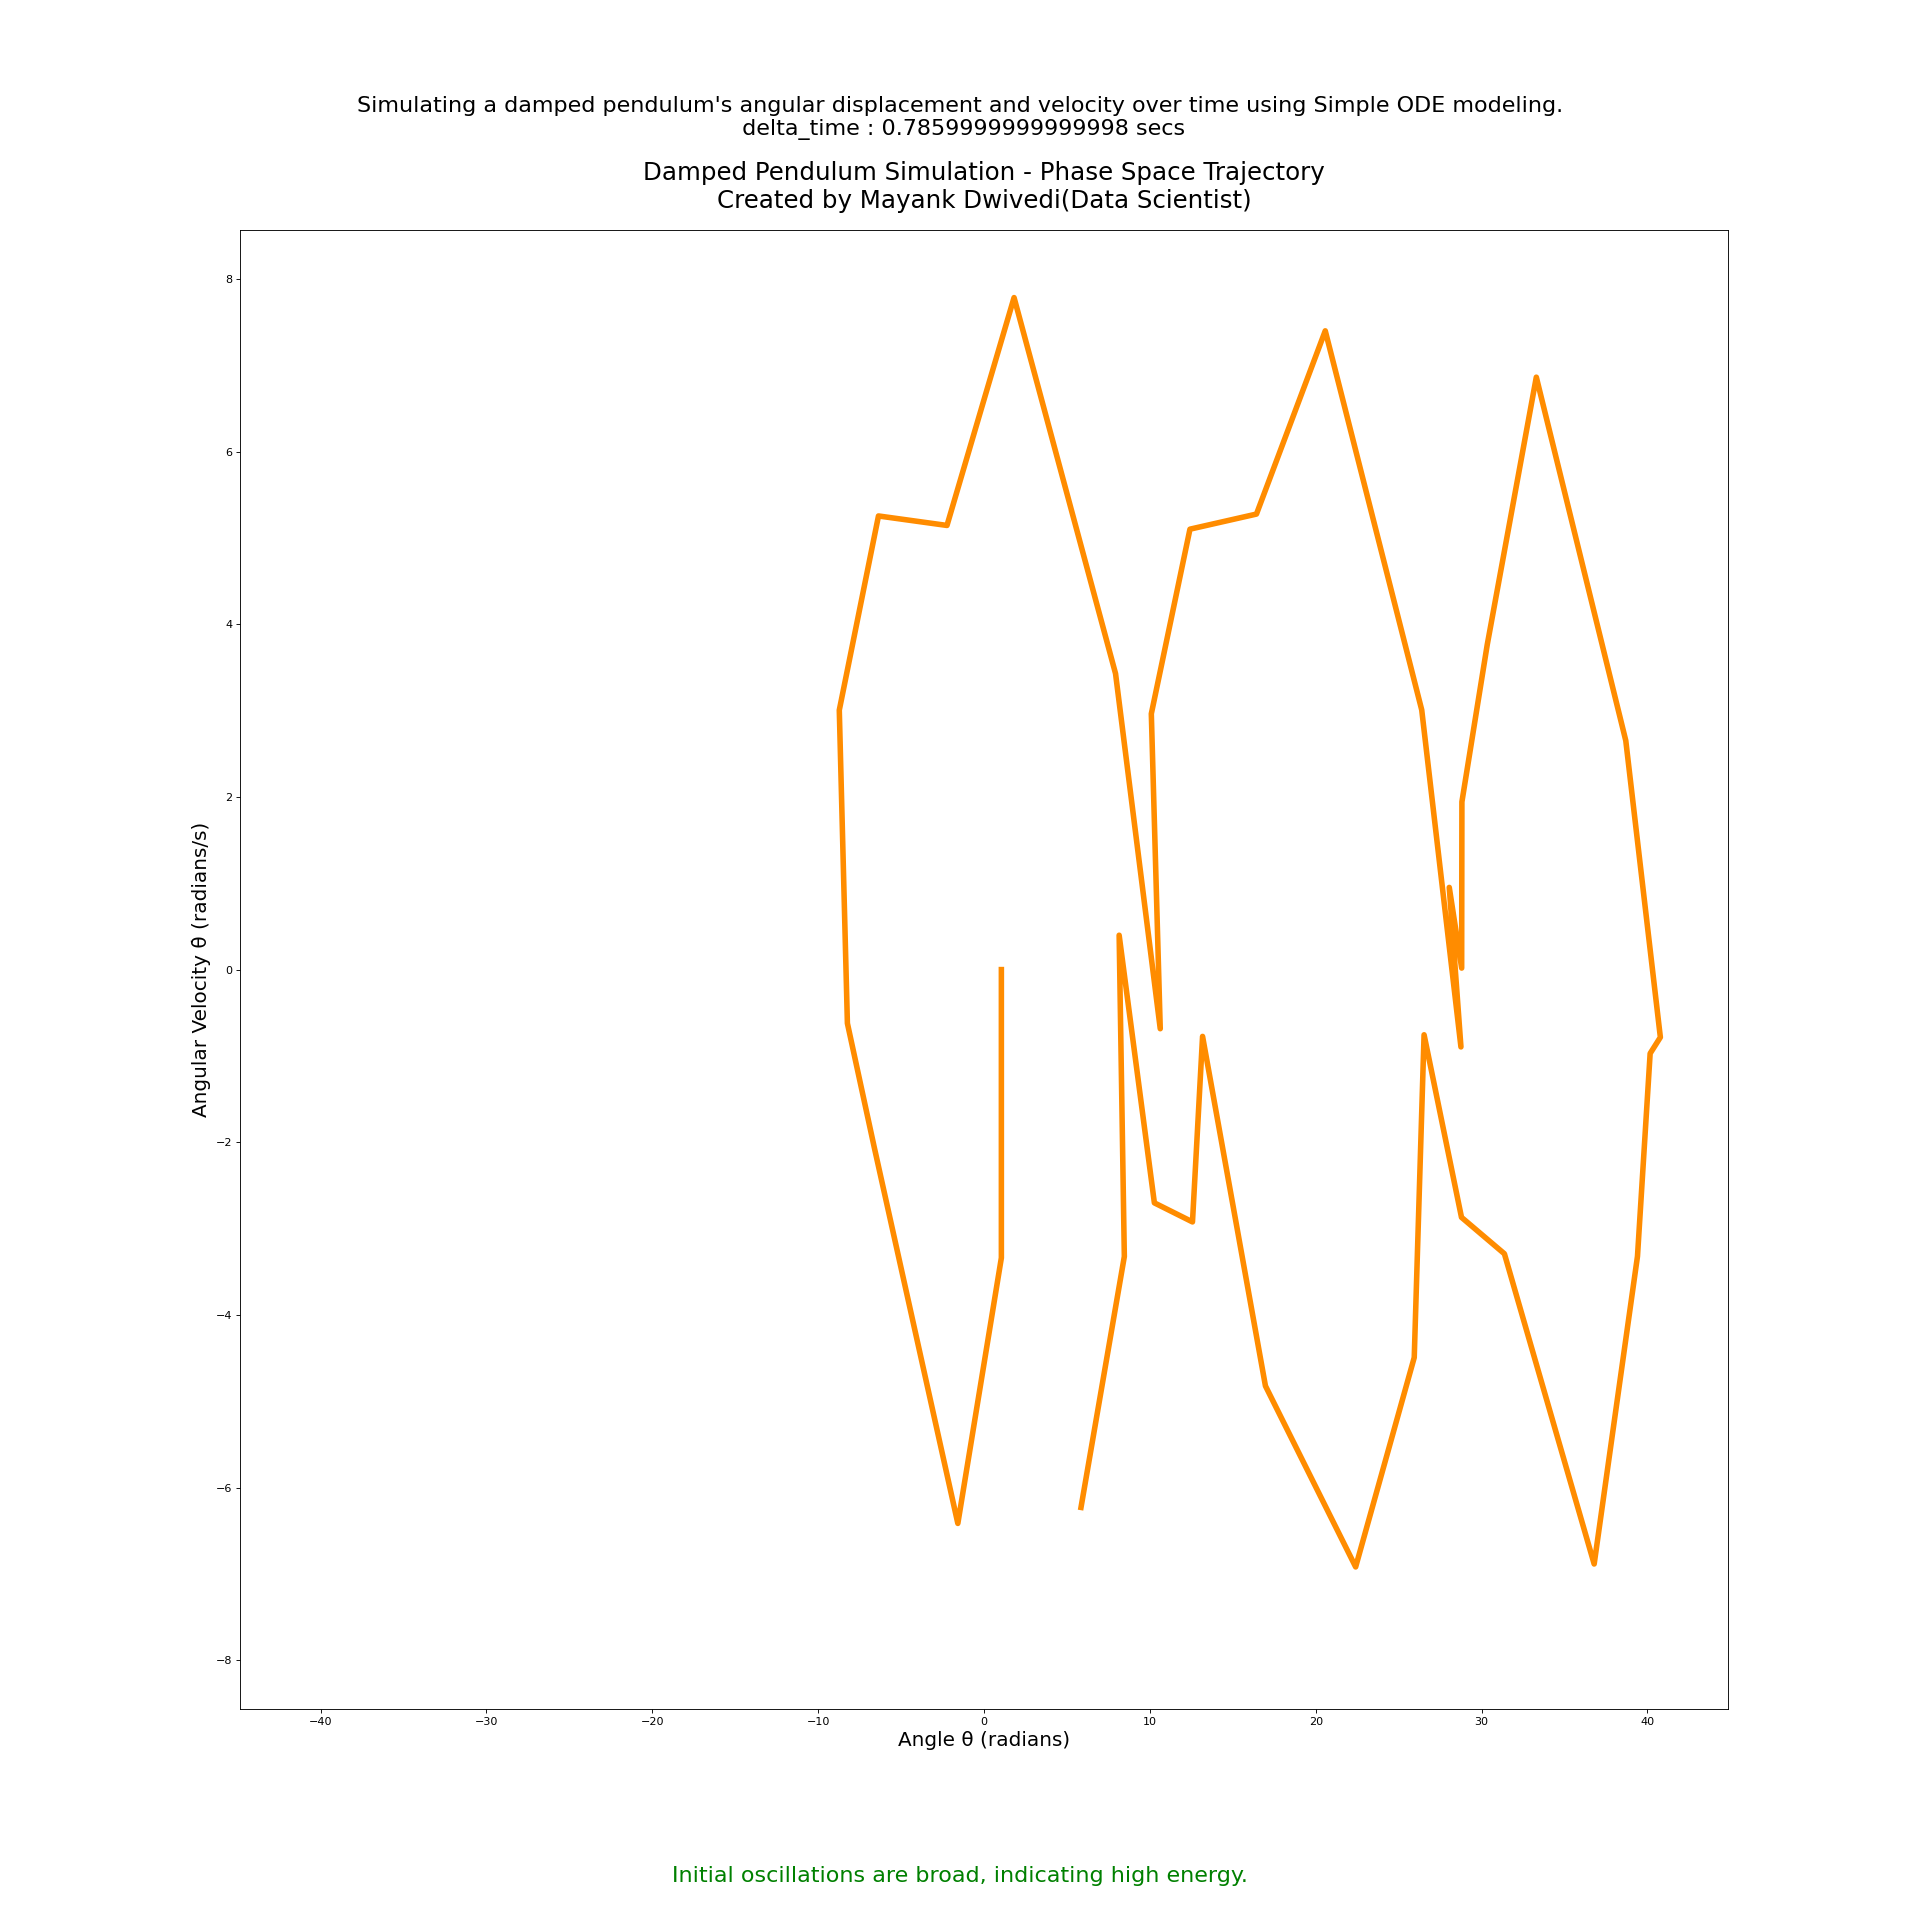 Simulating a damped pendulum's angular displacement and velocity over time using Simple ODE modeling.
delta_time : 0.7859999999999998 secs
Damped Pendulum Simulation - Phase Space Trajectory
Created by Mayank Dwivedi(Data Scientist)
8
6
4
2
0
−2
−4
−6
−8
Angular Velocity θ (radians/s)
−40
−30
−20
−10
0
10
20
30
40
Angle θ (radians)
Initial oscillations are broad, indicating high energy.